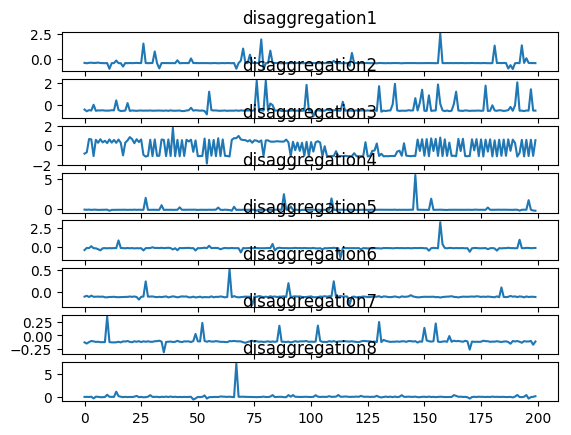 disaggregation1
2.5
0.0
disaggregation2
2
0
disaggregation3
2
0
−2
disaggregation4
5
0
disaggregation5
2.5
0.0
disaggregation6
0.5
0.0
disaggregation7
0.25
0.00
−0.25
disaggregation8
5
0
0 25 50 75 100 125 150 175 200